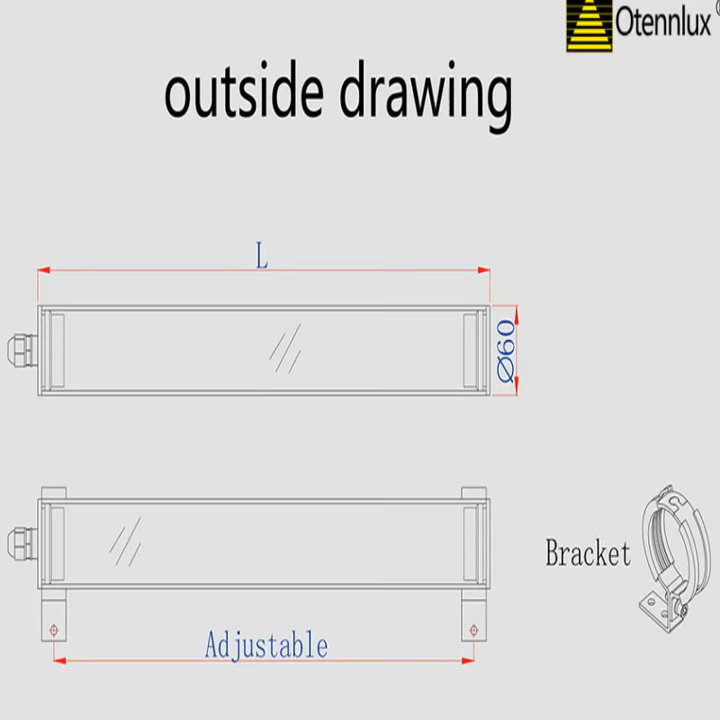 Otennlux
outside drawing
L
Ø60
Bracket
Adjustable